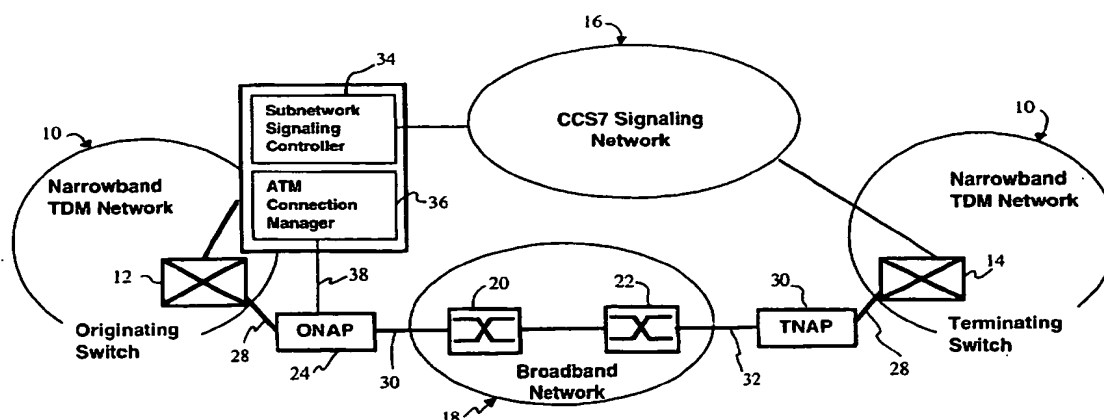 16
34
Subnetwork
Signaling
Controller
10
10
CCS7 Signaling
Network
Narrowband
TDM Network
ATM
Connection
Manager
36
Narrowband
TDM Network
12
38
20
22
30
14
Originating
Switch
28
ONAP
TNAP
Terminating
Switch
24
30
Broadband
Network
32
28
18